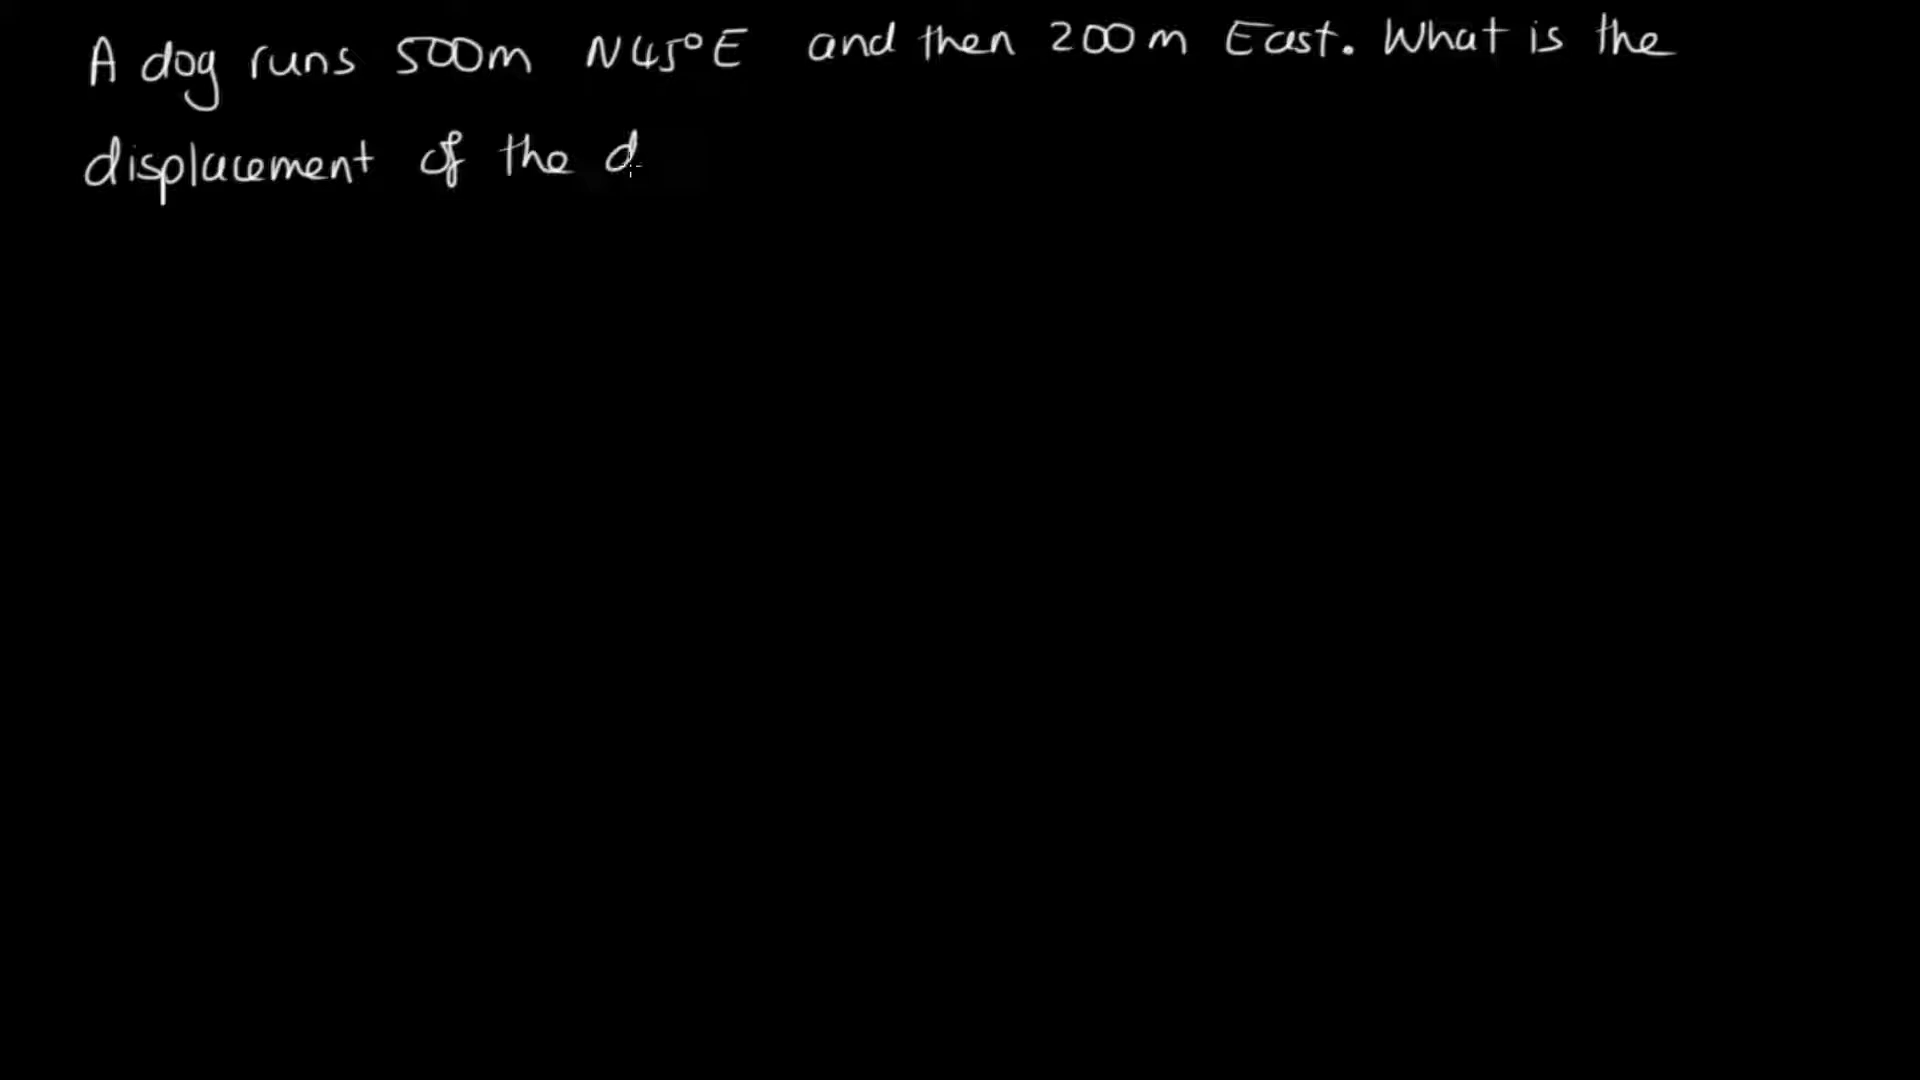 A dog runs 500m N45°E and then 200m East. What is the
displacement of the d